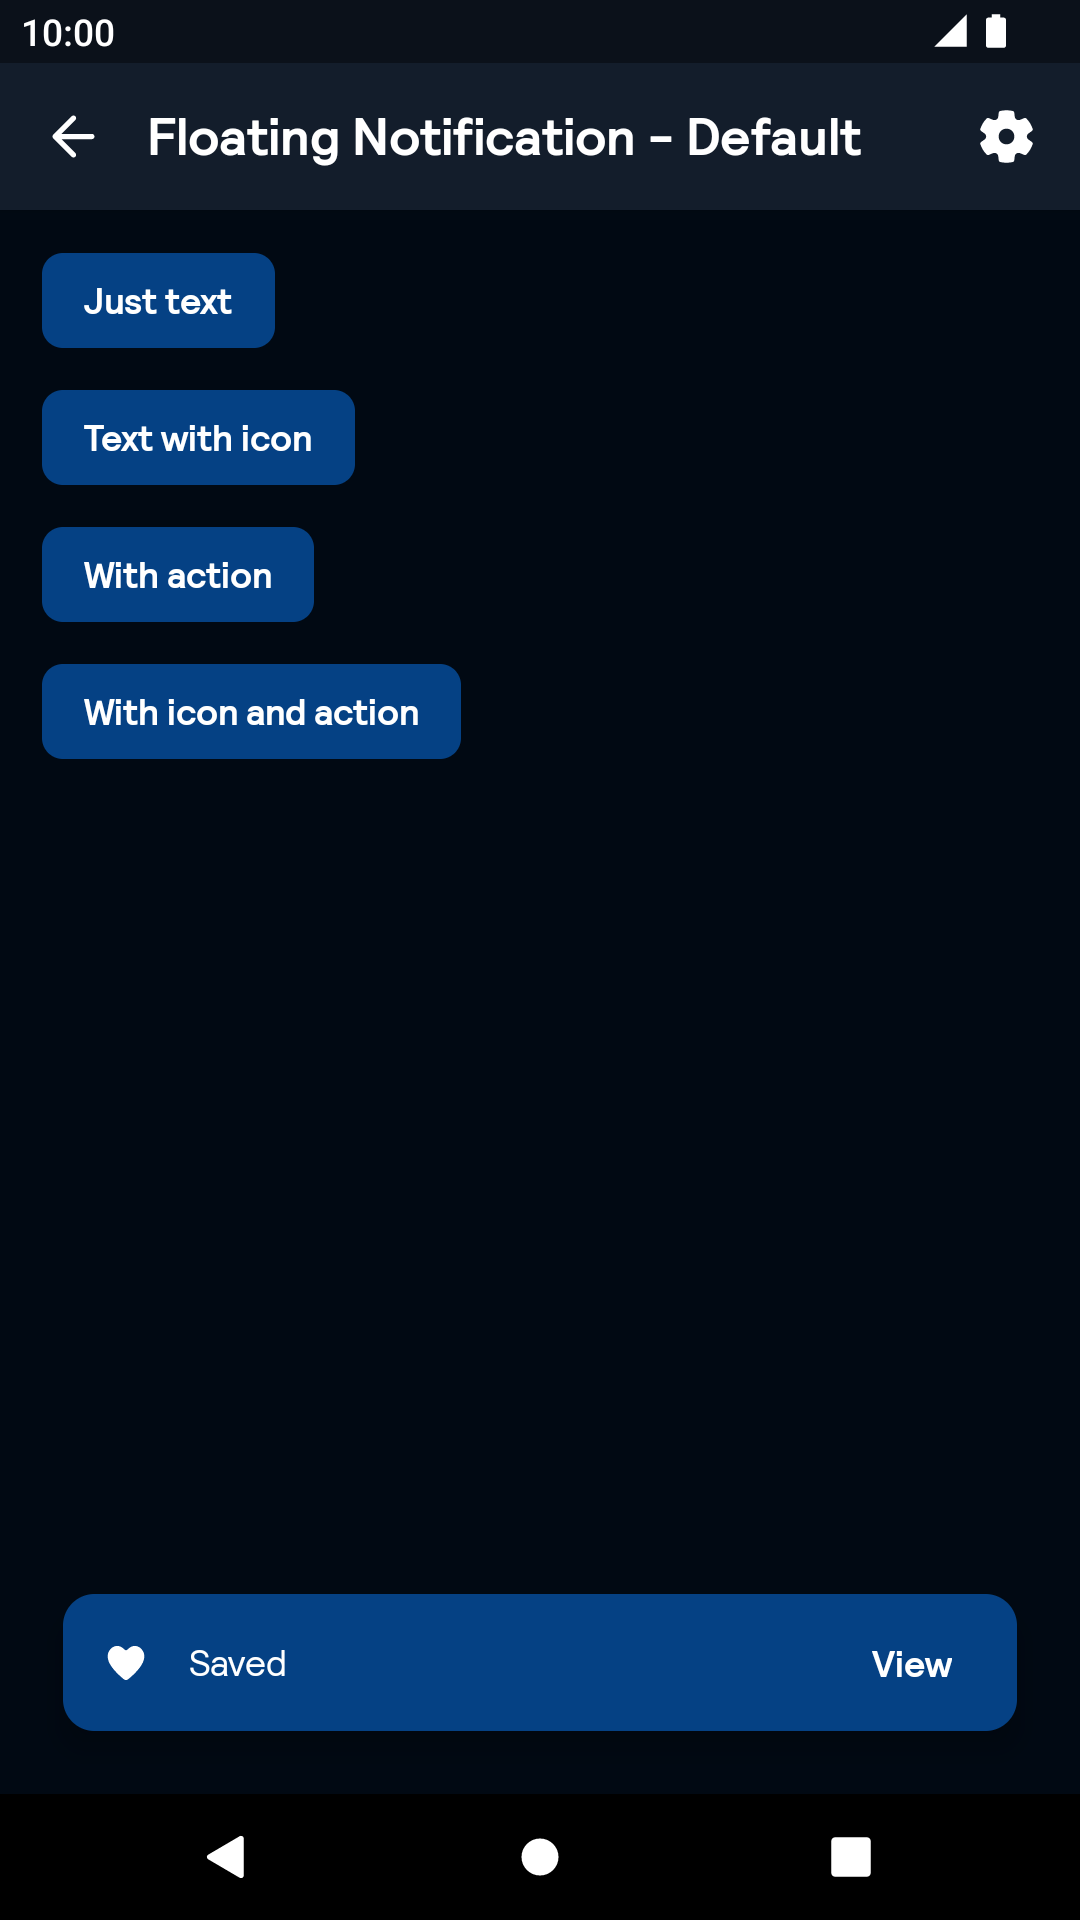 10:00
Floating Notification - Default
Just text
Text with icon
With action
With icon and action
Saved
View